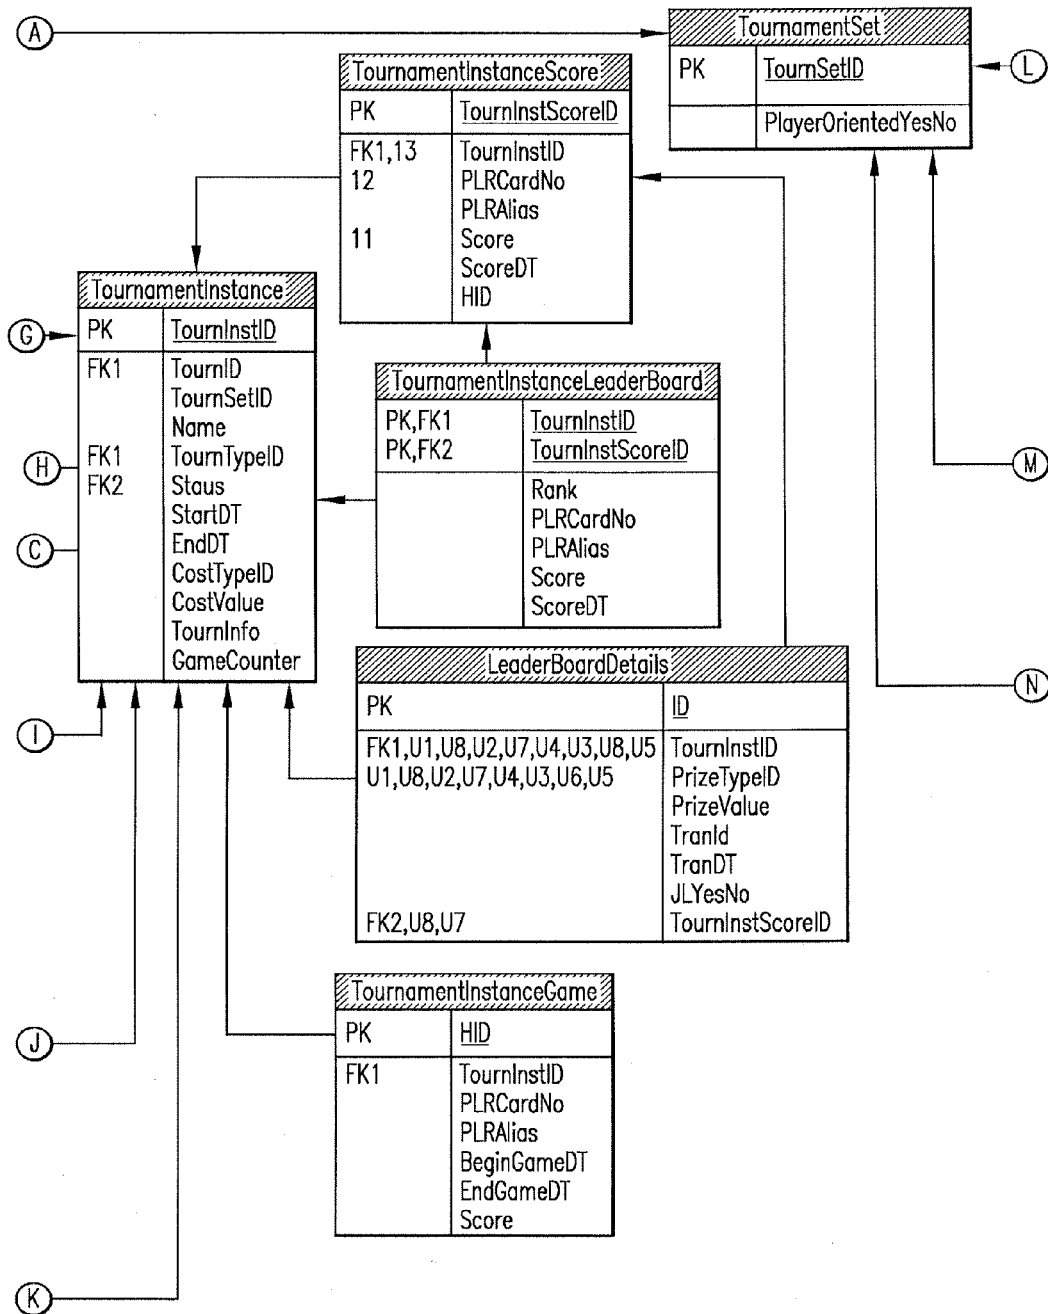 A
TournamentSet
PK TournSetID
PlayerOrientedYesNo
L
TournamentInstanceScore
PK TournInstScoreID
FK1,13 TournInstID
12 PLRCardNo
PLRAlias
11 Score
ScoreDT
HID
TournamentInstance
G
PK TournInstID
FK1 TournID
TournSetID
Name
FK1 TournTypeID
H
FK2 Staus
StartDT
C
EndDT
CostTypeID
CostValue
TournInfo
GameCounter
TournamentInstanceLeaderBoard
PK,FK1 TournInstID
PK,FK2 TournInstScoreID
Rank
PLRCardNo
PLRAlias
Score
ScoreDT
M
N
LeaderBoardDetails
PK ID
FK1,U1,U8,U2,U7,U4,U3,U8,U5 TournInstID
U1,U8,U2,U7,U4,U3,U6,U5 PrizeTypeID
PrizeValue
TranId
TranDT
JLYesNo
FK2,U8,U7 TournInstScoreID
I
TournamentInstanceGame
PK HID
FK1 TournInstID
PLRCardNo
PLRAlias
BeginGameDT
EndGameDT
Score
J
K